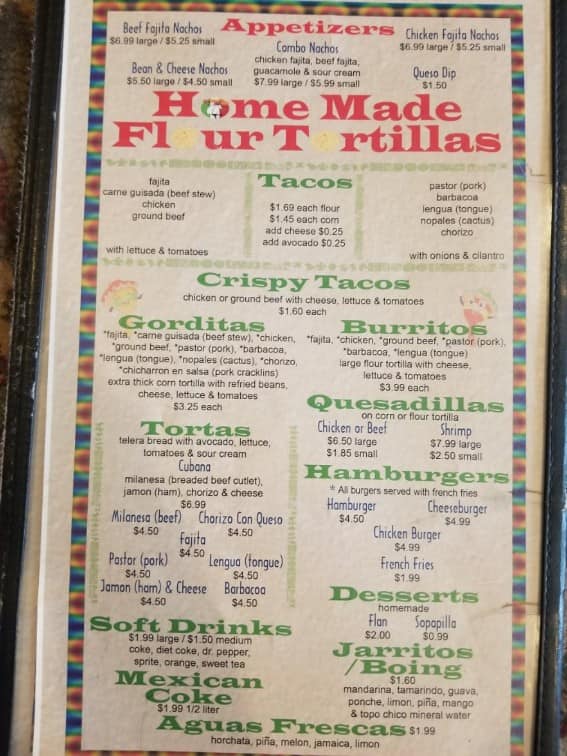 Appetizers
Beef Fajita Nachos
$6.99 large / $5.25 small
Combo Nachos
chicken fajita, beef fajita,
guacamole & sour cream
$7.99 large / $5.99 small
Chicken Fajita Nachos
$6.99 large / $5.25 small
Bean & Cheese Nachos
$5.50 large / $4.50 small
Queso Dip
$1.50
Home Made
Flour Tortillas
Tacos
fajita
carne guisada (beef stew)
chicken
ground beef
with lettuce & tomatoes
$1.69 each flour
$1.45 each corn
add cheese $0.25
add avocado $0.25
pastor (pork)
barbacoa
lengua (tongue)
nopales (cactus)
chorizo
with onions & cilantro
Crispy Tacos
chicken or ground beef with cheese, lettuce & tomatoes
$1.60 each
Gorditas
*fajita, *carne guisada (beef stew), *chicken,
*ground beef, *pastor (pork), *barbacoa,
*lengua (tongue), *nopales (cactus), *chorizo,
*chicharron en salsa (pork cracklins)
extra thick corn tortilla with refried beans,
cheese, lettuce & tomatoes
$3.25 each
Burritos
*fajita, *chicken, *ground beef, *pastor (pork),
*barbacoa, *lengua (tongue)
large flour tortilla with cheese,
lettuce & tomatoes
$3.99 each
Quesadillas
on corn or flour tortilla
Chicken or Beef
$6.50 large
$1.85 small
Shrimp
$7.99 large
$2.50 small
Tortas
telera bread with avocado, lettuce,
tomatoes & sour cream
Cubana
milanesa (breaded beef cutlet),
jamon (ham), chorizo & cheese
$6.99
Milanesa (beef)
$4.50
Chorizo Con Queso
$4.50
Fajita
$4.50
Pastor (pork)
$4.50
Lengua (tongue)
$4.50
Jamon (ham) & Cheese
$4.50
Barbacoa
$4.50
Hamburgers
* All burgers served with french fries
Hamburger
$4.50
Cheeseburger
$4.99
Chicken Burger
$4.99
French Fries
$1.99
Desserts
homemade
Flan
$2.00
Sopapilla
$0.99
Soft Drinks
$1.99 large / $1.50 medium
coke, diet coke, dr. pepper,
sprite, orange, sweet tea
Mexican
Coke
$1.99 1/2 liter
Jarritos
/Boing
$1.60
mandarina, tamarindo, guava,
ponche, limon, piña, mango
& topo chico mineral water
Aguas Frescas $1.99
horchata, piña, melon, jamaica, limon